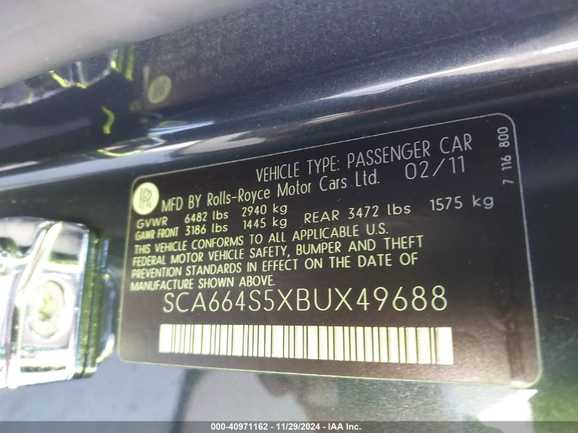 VEHICLE TYPE: PASSENGER CAR
MFD BY Rolls-Royce Motor Cars Ltd. 02/11
GVWR 6482 lbs 2940 kg
GAWR FRONT 3186 lbs 1445 kg REAR 3472 lbs 1575 kg
THIS VEHICLE CONFORMS TO ALL APPLICABLE U.S.
FEDERAL MOTOR VEHICLE SAFETY, BUMPER AND THEFT
PREVENTION STANDARDS IN EFFECT ON THE DATE OF
MANUFACTURE SHOWN ABOVE.
SCA664S5XBUX49688
7 116 800
00-40971162 - 11/29/2024 - IAA Inc.